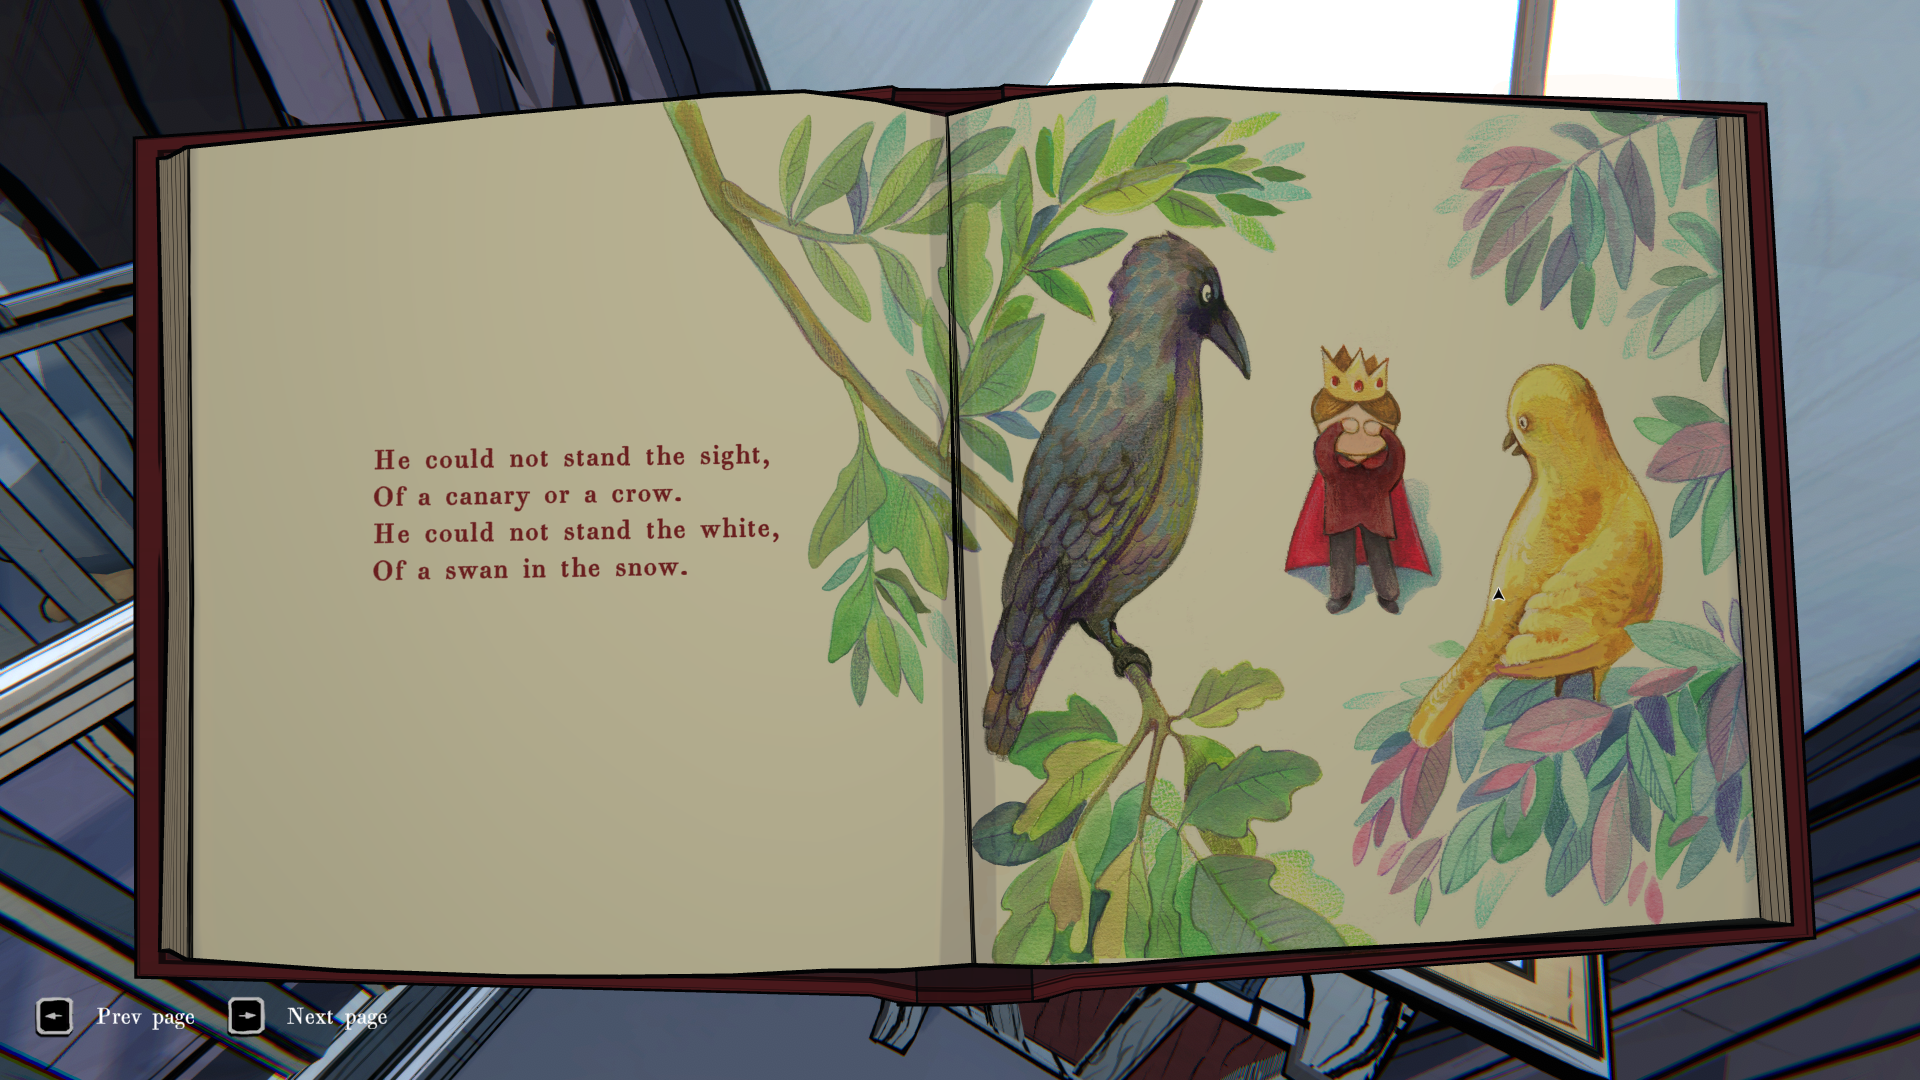 He could not stand the sight,
Of a canary or a crow.
He could not stand the white,
Of a swan in the snow.
Prev page
Next page